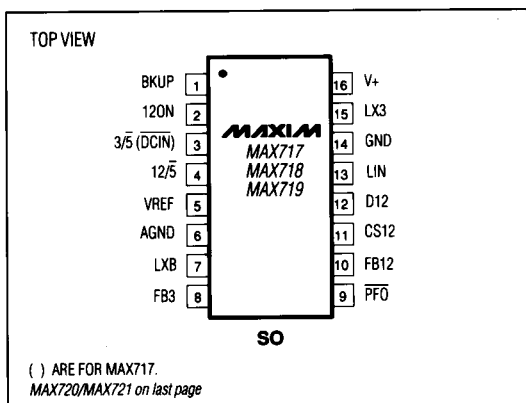 TOP VIEW
BKUP 1
12ON 2
3/5̅ (D̅C̅I̅N̅) 3
12/5̅ 4
VREF 5
AGND 6
LXB 7
FB3 8
MAXIM
MAX717
MAX718
MAX719
16 V+
15 LX3
14 GND
13 LIN
12 D12
11 CS12
10 FB12
9 P̅F̅O̅
SO
( ) ARE FOR MAX717.
MAX720/MAX721 on last page